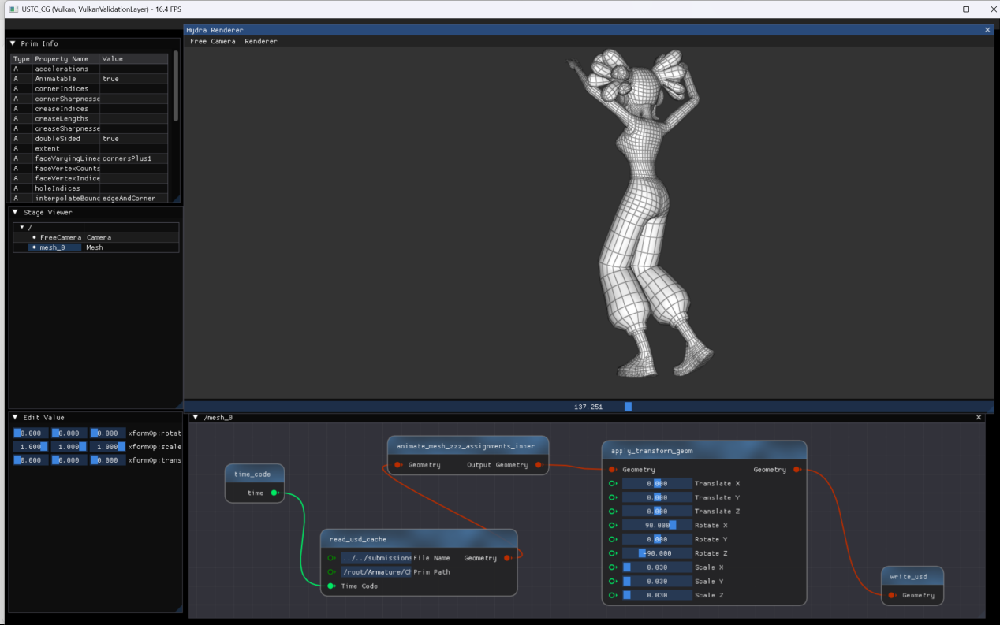 USTC_CG (Vulkan, VulkanValidationLayer) - 16.4 FPS
Hydra Renderer
Free Camera Renderer
Prim Info
Type Property Name Value
A accelerations
A Animatable true
A cornerIndices
A cornerSharpnesse
A creaseIndices
A creaseLengths
A creaseSharpnesse
A doubleSided true
A extent
A faceVaryingLinea cornersPlus1
A faceVertexCounts
A faceVertexIndice
A holeIndices
A interpolateBounc edgeAndCorner
Stage Viewer
/
FreeCamera Camera
mesh_0 Mesh
137.251
Edit Value
0.000 0.000 0.000 xformOp:rotat
1.000 1.000 1.000 xformOp:scale
0.000 0.000 0.000 xformOp:trans
/mesh_0
time_code
time
animate_mesh_zzz_assignments_inner
Geometry Output Geometry
read_usd_cache
../../submissions File Name Geometry
/root/Armature/Ch Prim Path
Time Code
apply_transform_geom
Geometry Geometry
0.000 Translate X
0.000 Translate Y
0.000 Translate Z
90.000 Rotate X
0.000 Rotate Y
-90.000 Rotate Z
0.030 Scale X
0.030 Scale Y
0.030 Scale Z
write_usd
Geometry